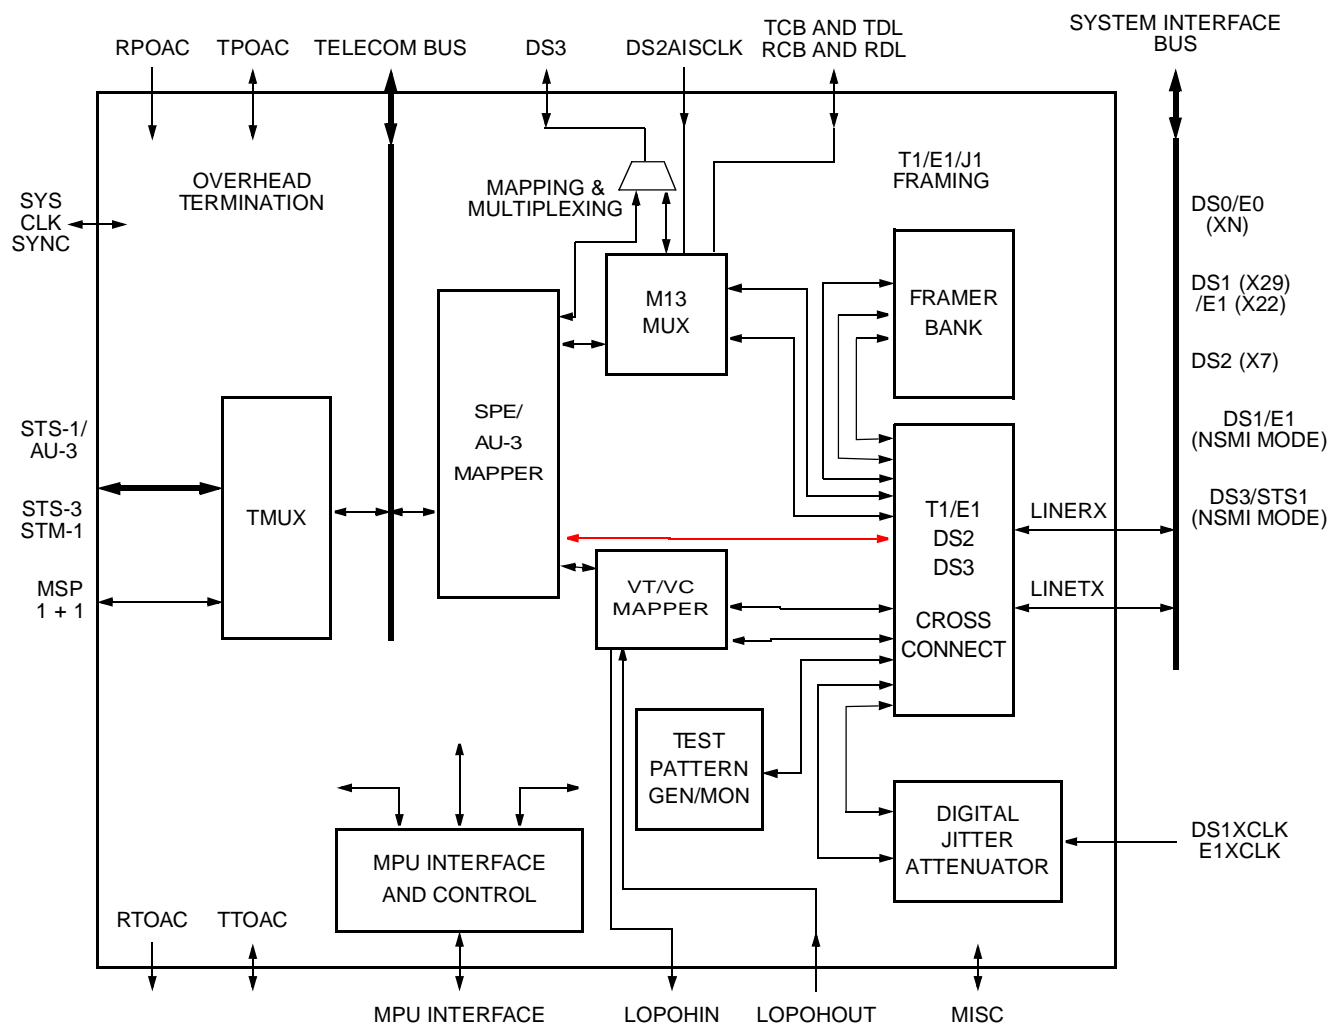 SYSTEM INTERFACE
BUS
TCB AND TDL
RCB AND RDL
RPOAC
TPOAC
TELECOM BUS
DS3
DS2AISCLK
T1/E1/J1
FRAMING
OVERHEAD
TERMINATION
MAPPING &
MULTIPLEXING
SYS
CLK
SYNC
DS0/E0
(XN)
DS1 (X29)
/E1 (X22)
DS2 (X7)
DS1/E1
(NSMI MODE)
DS3/STS1
(NSMI MODE)
M13
MUX
FRAMER
BANK
SPE/
AU-3
MAPPER
STS-1/
AU-3
STS-3
STM-1
MSP
1 + 1
TMUX
T1/E1
DS2
DS3
CROSS
CONNECT
LINERX
LINETX
VT/VC
MAPPER
TEST
PATTERN
GEN/MON
DIGITAL
JITTER
ATTENUATOR
DS1XCLK
E1XCLK
MPU INTERFACE
AND CONTROL
RTOAC
TTOAC
MPU INTERFACE
LOPOHIN
LOPOHOUT
MISC